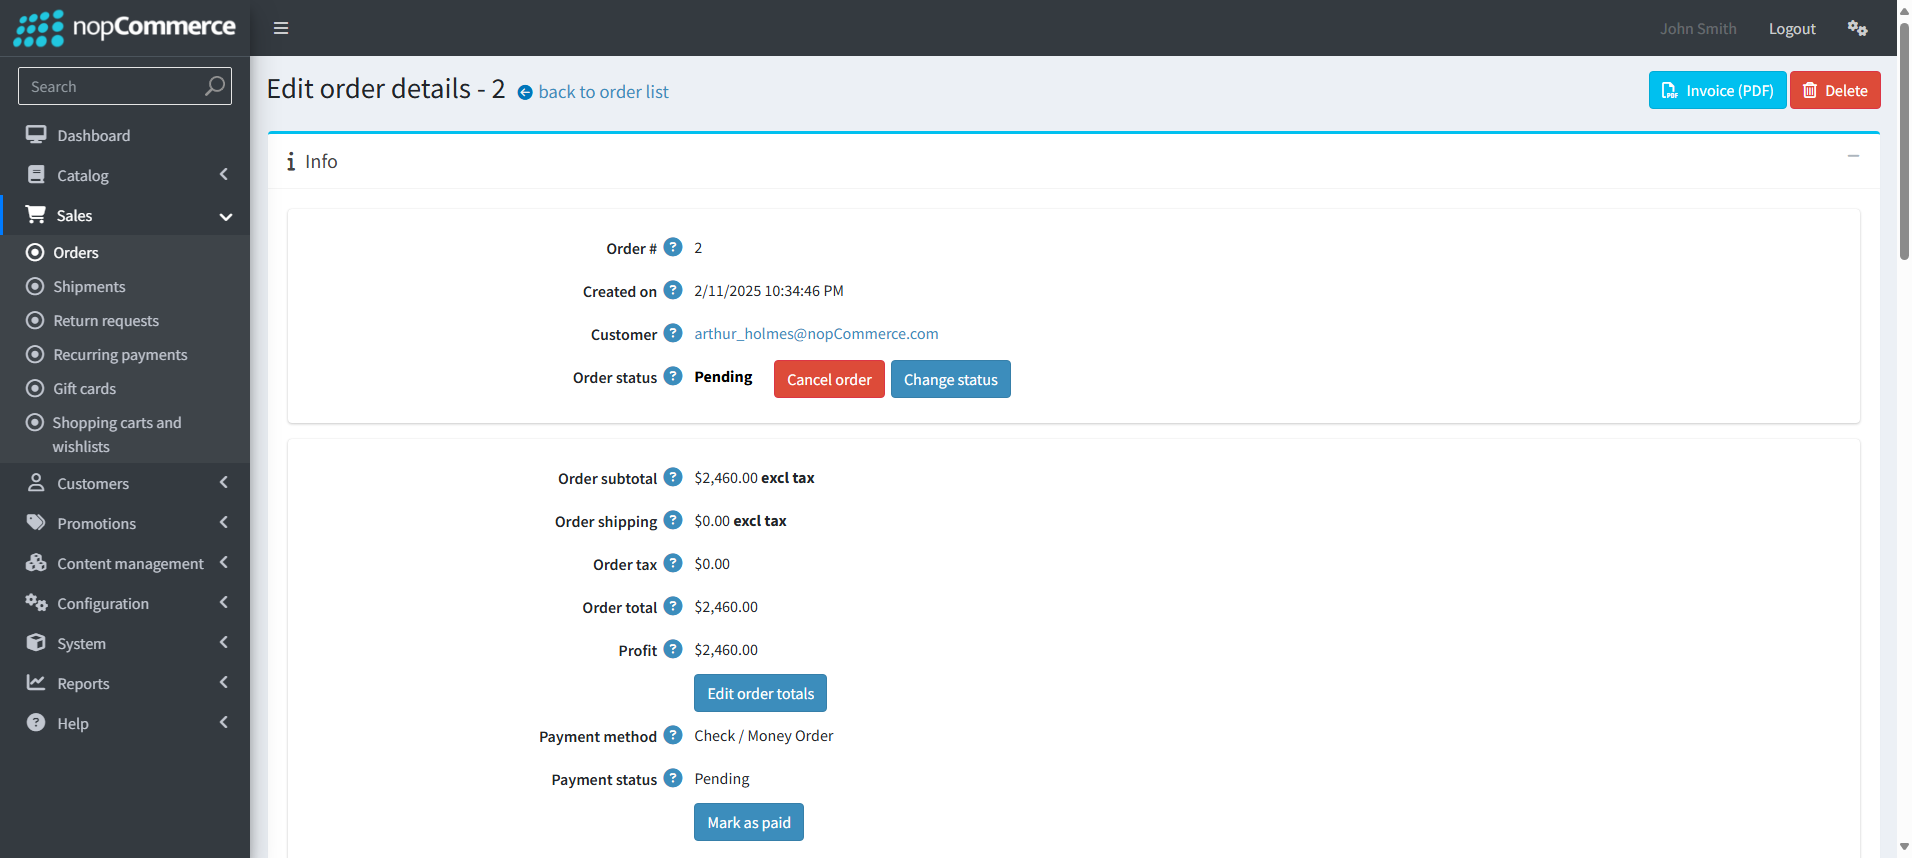 nopCommerce
John Smith
Logout
Search
Dashboard
Catalog
Sales
Orders
Shipments
Return requests
Recurring payments
Gift cards
Shopping carts and
wishlists
Customers
Promotions
Content management
Configuration
System
Reports
Help
Edit order details - 2 back to order list
Invoice (PDF)
Delete
Info
Order # 2
Created on 2/11/2025 10:34:46 PM
Customer arthur_holmes@nopCommerce.com
Order status Pending Cancel order Change status
Order subtotal $2,460.00 excl tax
Order shipping $0.00 excl tax
Order tax $0.00
Order total $2,460.00
Profit $2,460.00
Edit order totals
Payment method Check / Money Order
Payment status Pending
Mark as paid